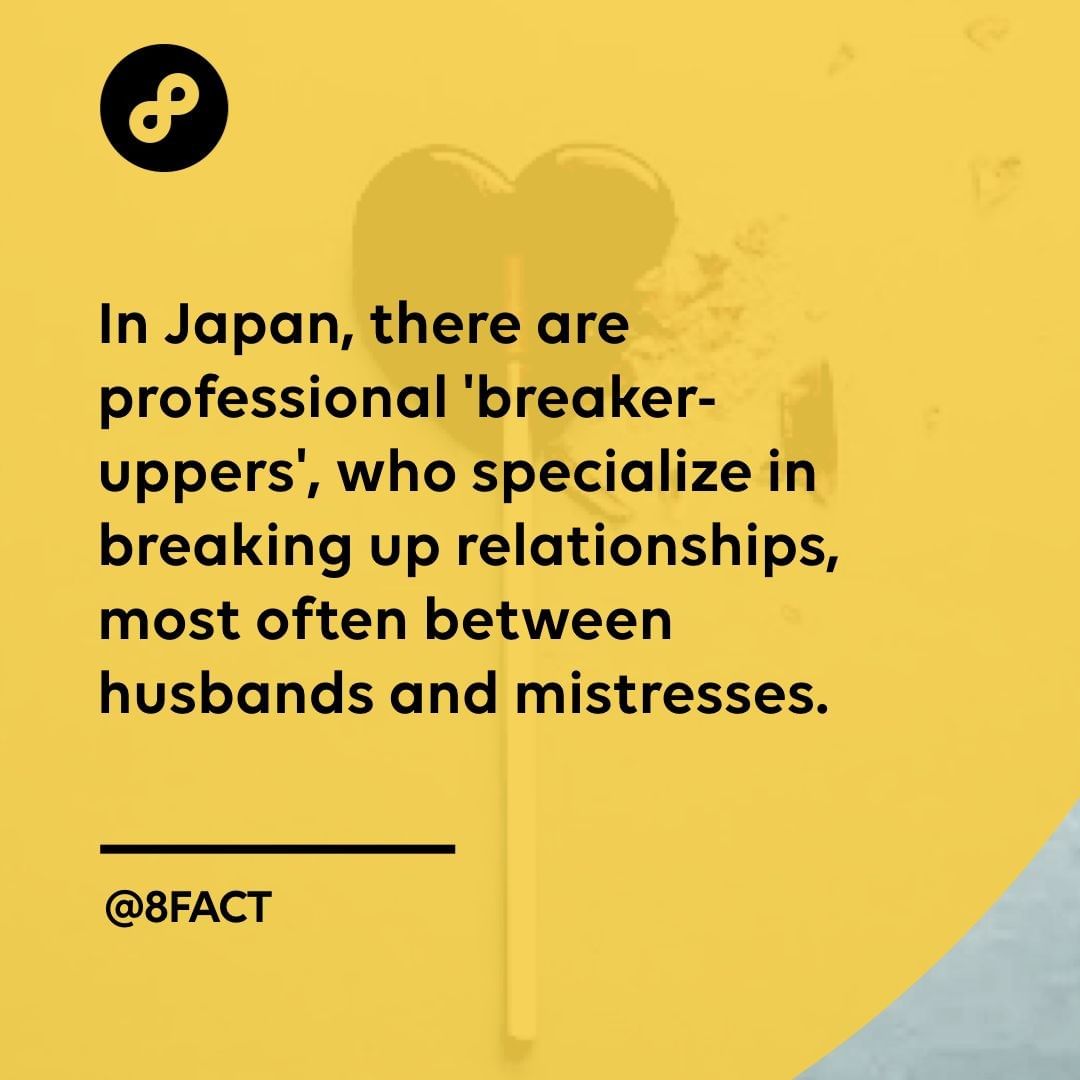 In Japan, there are
professional 'breaker-
uppers', who specialize in
breaking up relationships,
most often between
husbands and mistresses.
@8FACT